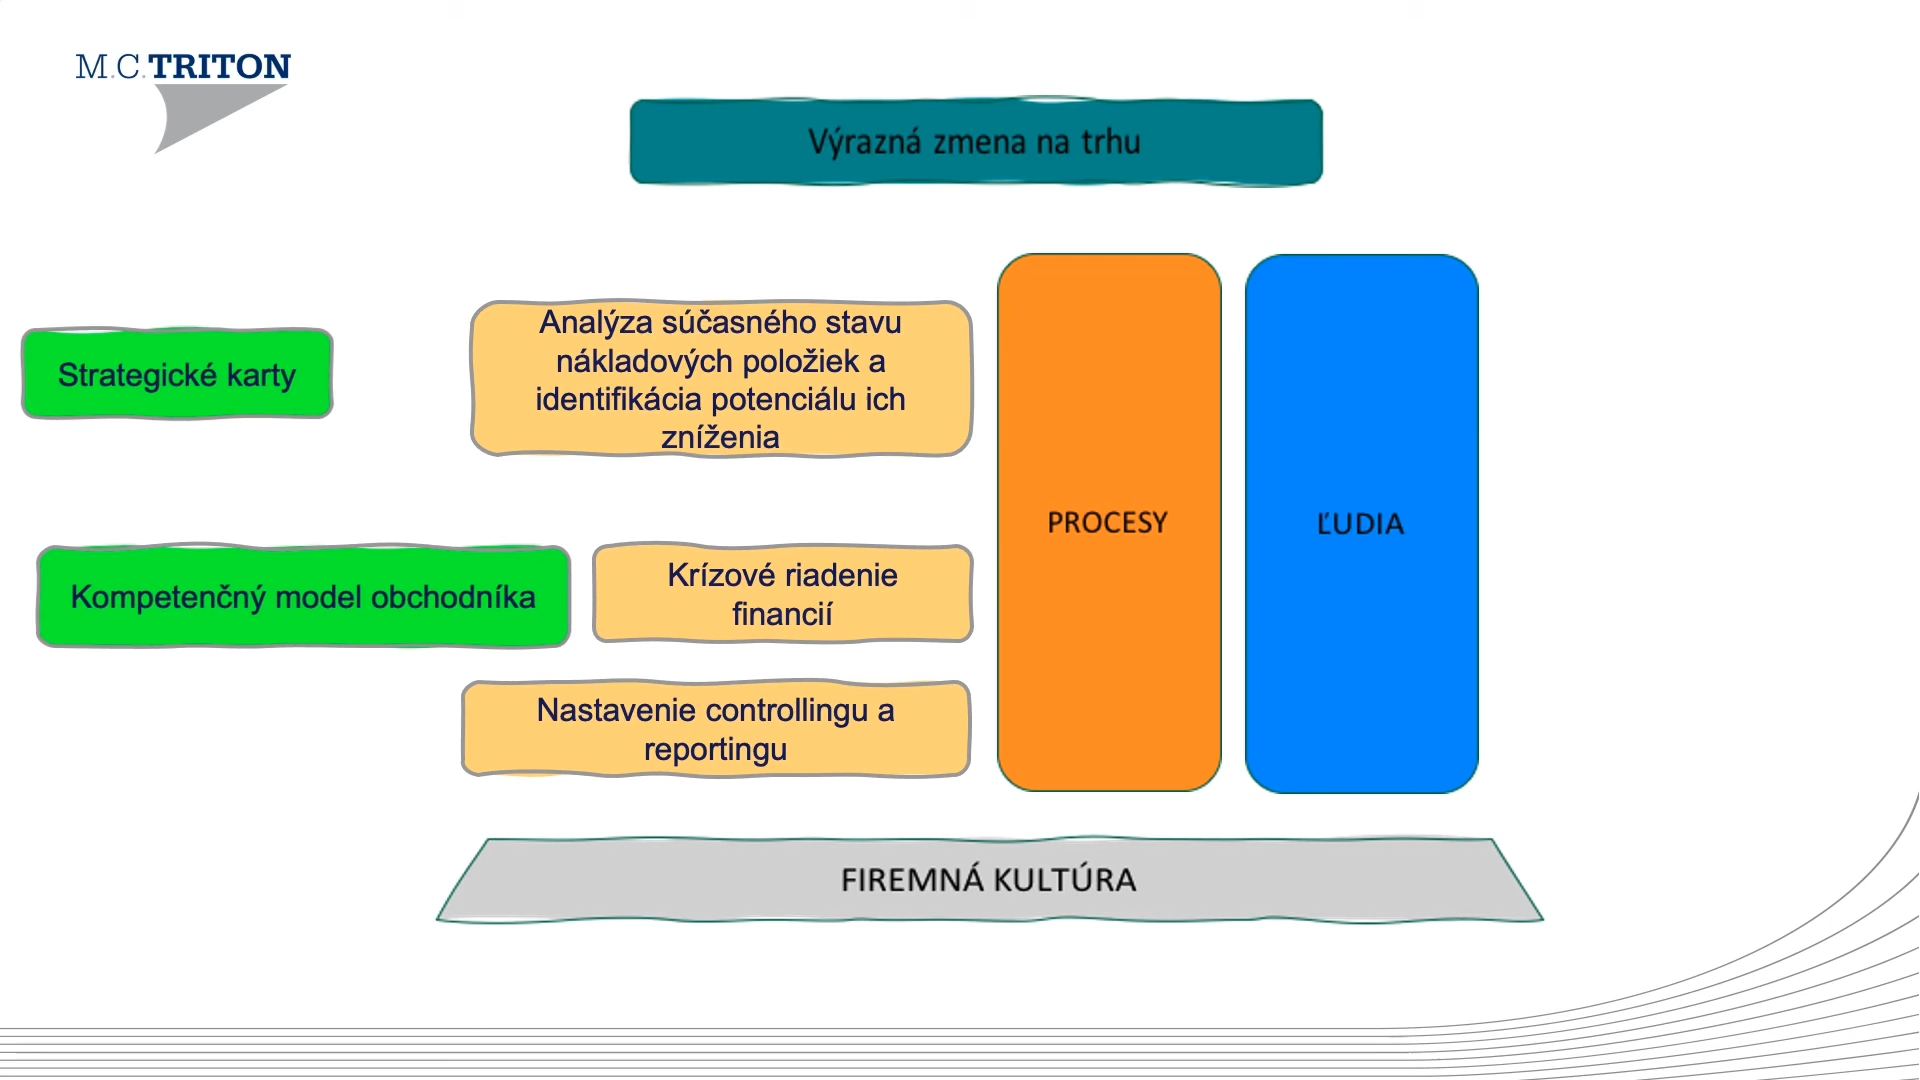 M.C.TRITON
Výrazná zmena na trhu
Strategické karty
Analýza súčasného stavu
nákladových položiek a
identifikácia potenciálu ich
zníženia
PROCESY
ĽUDIA
Kompetenčný model obchodníka
Krízové riadenie
financií
Nastavenie controllingu a
reportingu
FIREMNÁ KULTÚRA